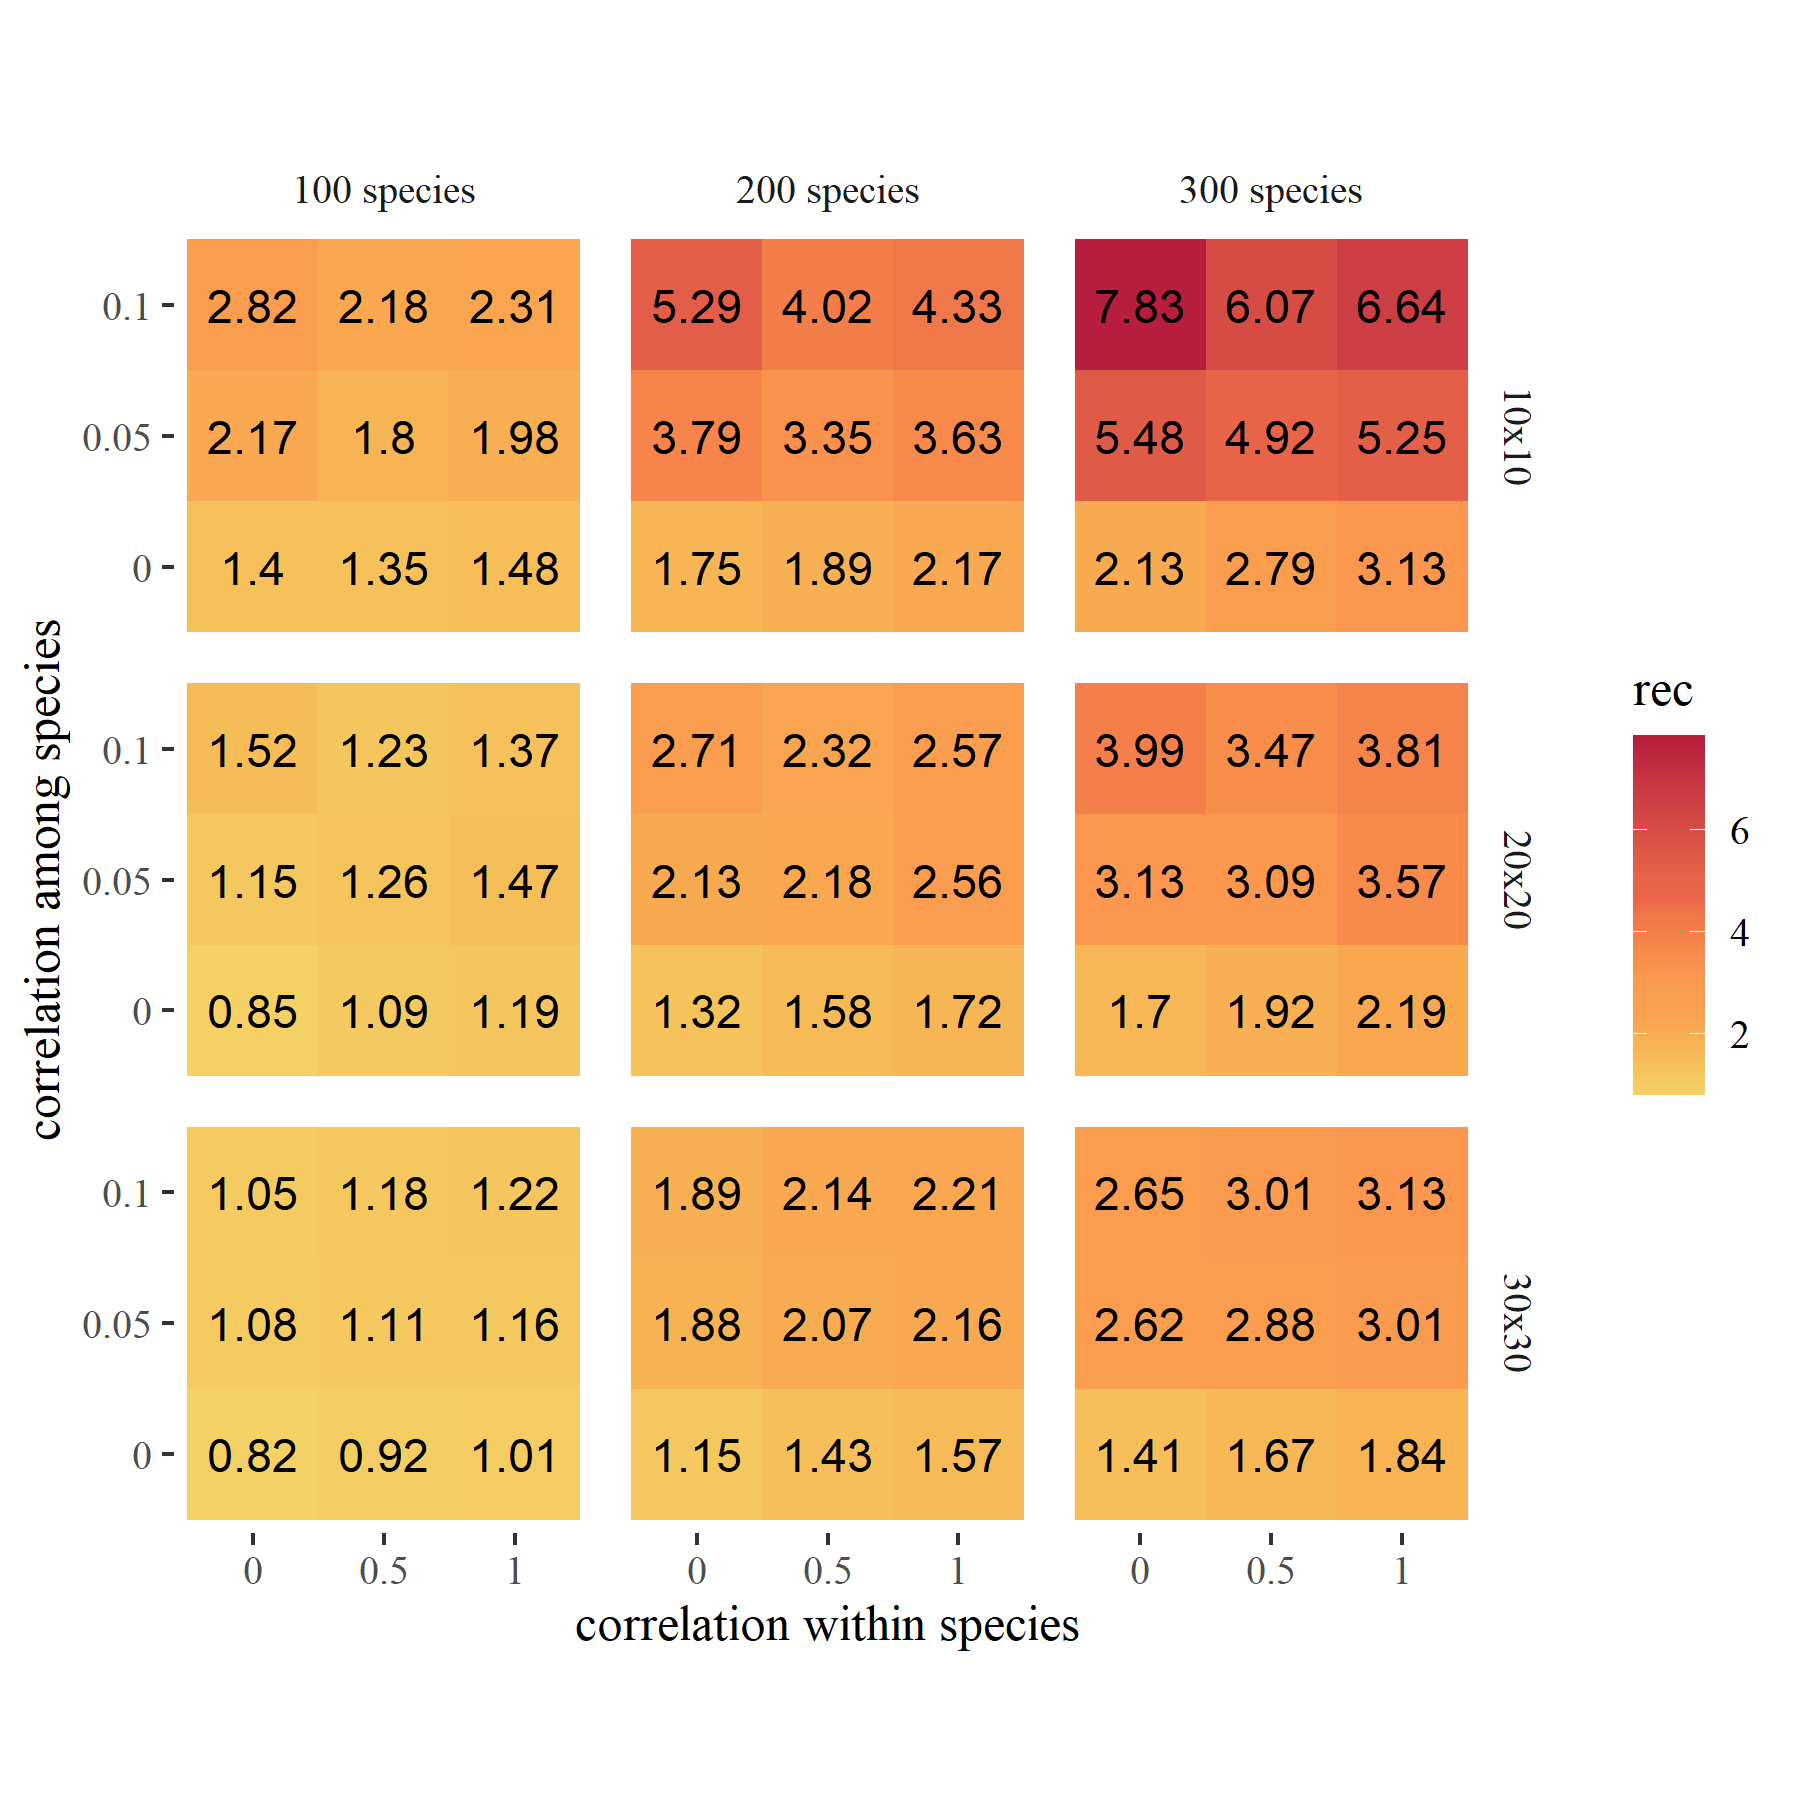 100 species 200 species 300 species
0.1 2.82 2.18 2.31 5.29 4.02 4.33 7.83 6.07 6.64
0.05 2.17 1.8 1.98 3.79 3.35 3.63 5.48 4.92 5.25
0 1.4 1.35 1.48 1.75 1.89 2.17 2.13 2.79 3.13
10x10
0.1 1.52 1.23 1.37 2.71 2.32 2.57 3.99 3.47 3.81
0.05 1.15 1.26 1.47 2.13 2.18 2.56 3.13 3.09 3.57
0 0.85 1.09 1.19 1.32 1.58 1.72 1.7 1.92 2.19
20x20
0.1 1.05 1.18 1.22 1.89 2.14 2.21 2.65 3.01 3.13
0.05 1.08 1.11 1.16 1.88 2.07 2.16 2.62 2.88 3.01
0 0.82 0.92 1.01 1.15 1.43 1.57 1.41 1.67 1.84
30x30
0 0.5 1 0 0.5 1 0 0.5 1
correlation within species
correlation among species
rec
6
4
2